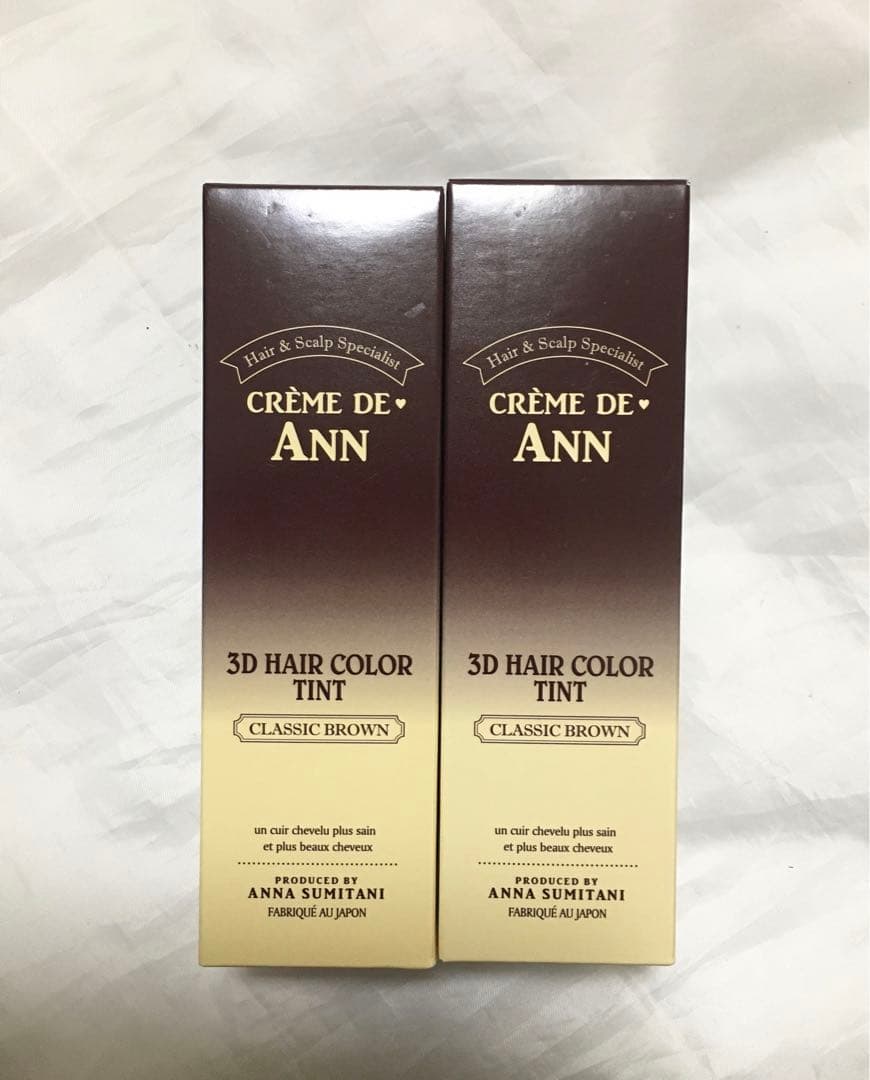 Hair & Scalp Specialist
CRÈME DE♥
ANN
3D HAIR COLOR
TINT
CLASSIC BROWN
un cuir chevelu plus sain
et plus beaux cheveux
PRODUCED BY
ANNA SUMITANI
FABRIQUÉ AU JAPON
Hair & Scalp Specialist
CRÈME DE♥
ANN
3D HAIR COLOR
TINT
CLASSIC BROWN
un cuir chevelu plus sain
et plus beaux cheveux
PRODUCED BY
ANNA SUMITANI
FABRIQUÉ AU JAPON